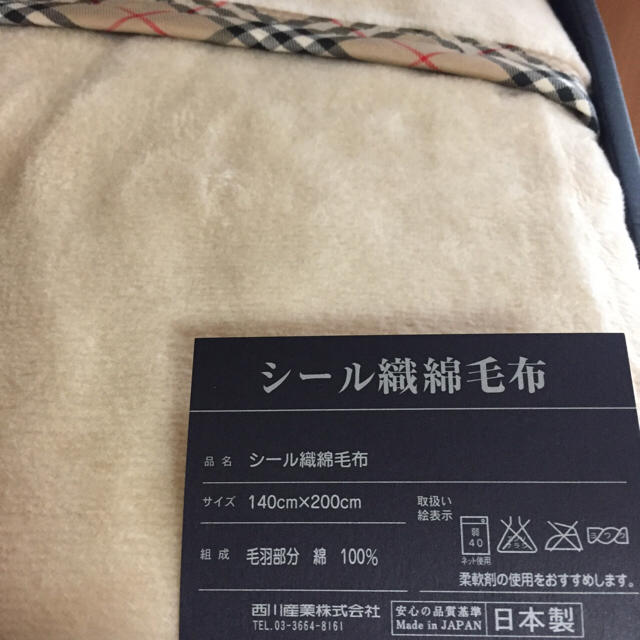 シール織綿毛布
品名 シール織綿毛布
サイズ 140cm×200cm
取扱い
絵表示
弱
40
ネット使用
組成 毛羽部分 綿 100%
柔軟剤の使用をおすすめします。
西川産業株式会社
TEL.03-3664-8161
安心の品質基準
Made in JAPAN
日本製